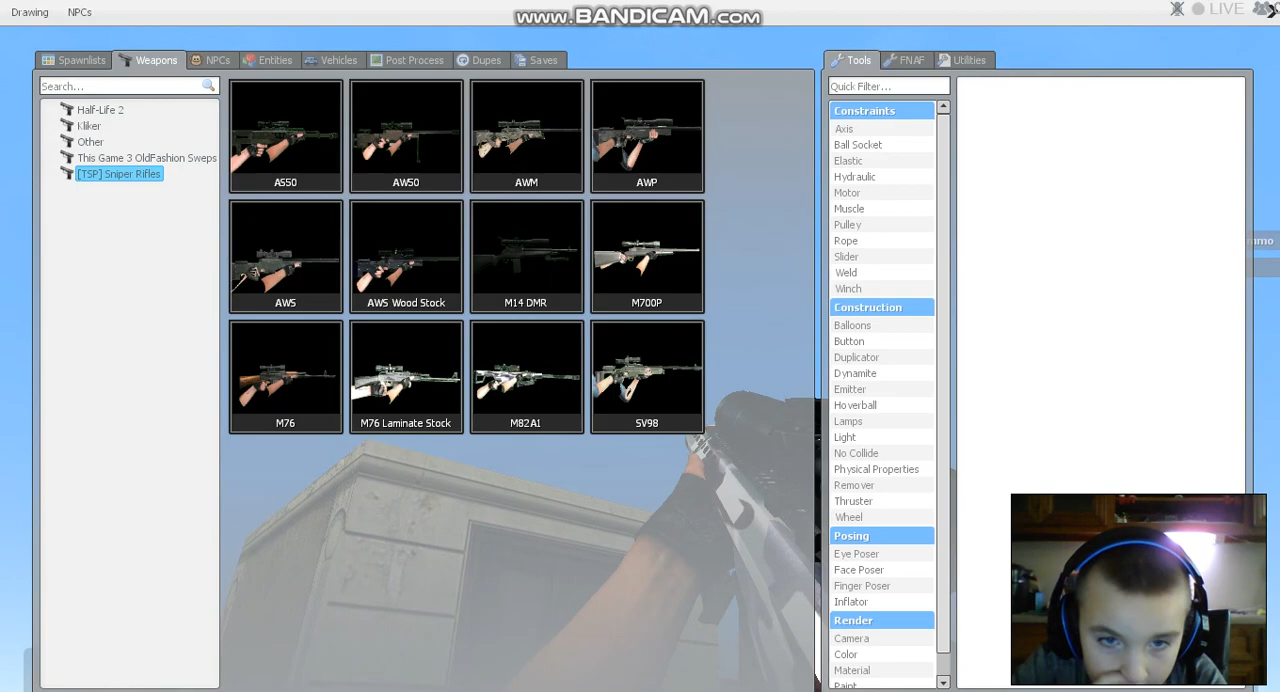 Drawing NPCs
www.BANDICAM.com
LIVE
Spawnlists Weapons NPCs Entities Vehicles Post Process Dupes Saves
Tools FNAF Utilities
Search...
Half-Life 2
Kliker
Other
This Game 3 OldFashion Sweps
[TSP] Sniper Rifles
AS50 AW50 AWM AWP
AWS AWS Wood Stock M14 DMR M700P
M76 M76 Laminate Stock M82A1 SV98
Quick Filter...
Constraints
Axis
Ball Socket
Elastic
Hydraulic
Motor
Muscle
Pulley
Rope
Slider
Weld
Winch
Construction
Balloons
Button
Duplicator
Dynamite
Emitter
Hoverball
Lamps
Light
No Collide
Physical Properties
Remover
Thruster
Wheel
Posing
Eye Poser
Face Poser
Finger Poser
Inflator
Render
Camera
Color
Material
Paint
mmo